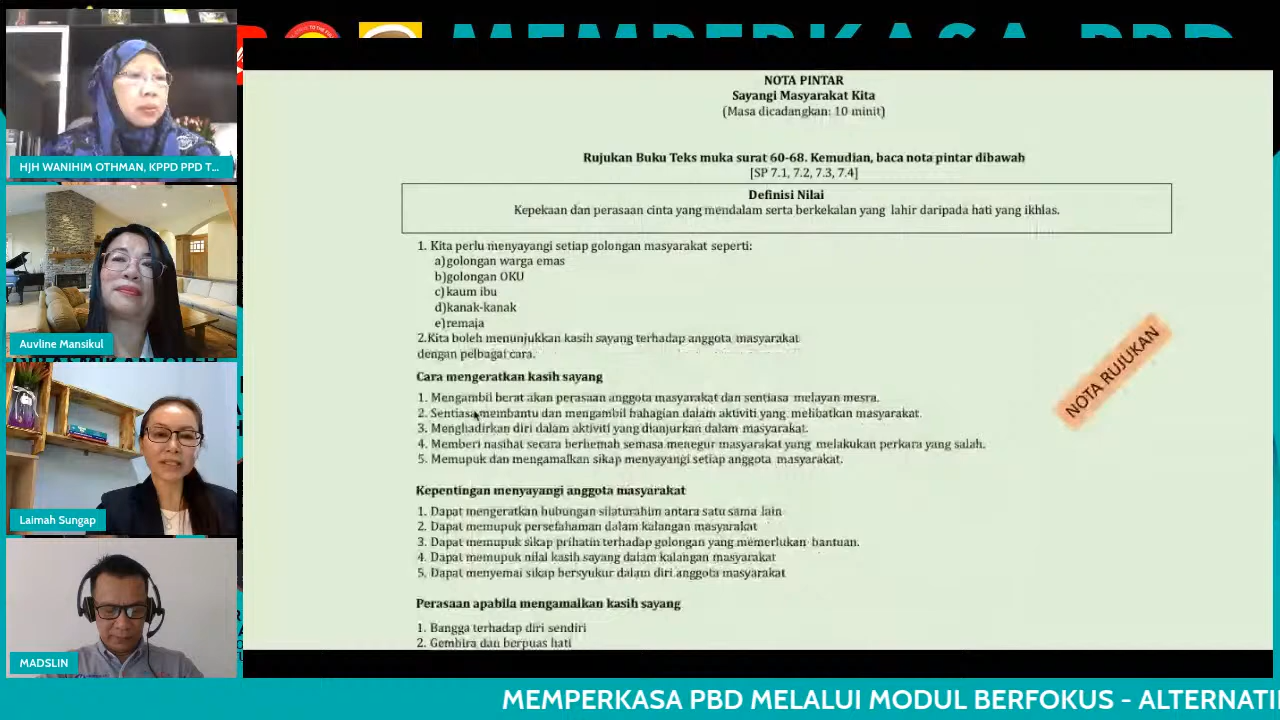 MEMPERKASA PBD
HJH WANIHIM OTHMAN, KPPD PPD T...
Auvline Mansikul
Laimah Sungap
MADSLIN
NOTA PINTAR
Sayangi Masyarakat Kita
(Masa dicadangkan: 10 minit)
Rujukan Buku Teks muka surat 60-68. Kemudian, baca nota pintar dibawah
[SP 7.1, 7.2, 7.3, 7.4]
Definisi Nilai
Kepekaan dan perasaan cinta yang mendalam serta berkekalan yang lahir daripada hati yang ikhlas.
1. Kita perlu menyayangi setiap golongan masyarakat seperti:
a)golongan warga emas
b)golongan OKU
c)kaum ibu
d)kanak-kanak
e)remaja
2.Kita boleh menunjukkan kasih sayang terhadap anggota masyarakat
dengan pelbagai cara.
Cara mengeratkan kasih sayang
1. Mengambil berat akan perasaan anggota masyarakat dan sentiasa melayan mesra.
2. Sentiasa membantu dan mengambil bahagian dalam aktiviti yang melibatkan masyarakat.
3. Menghadirkan diri dalam aktiviti yang dianjurkan dalam masyarakat.
4. Memberi nasihat secara berhemah semasa menegur masyarakat yang melakukan perkara yang salah.
5. Memupuk dan mengamalkan sikap menyayangi setiap anggota masyarakat.
Kepentingan menyayangi anggota masyarakat
1. Dapat mengeratkan hubungan silaturahim antara satu sama lain
2. Dapat memupuk persefahaman dalam kalangan masyarakat
3. Dapat memupuk sikap prihatin terhadap golongan yang memerlukan bantuan.
4. Dapat memupuk nilai kasih sayang dalam kalangan masyarakat
5. Dapat menyemai sikap bersyukur dalam diri anggota masyarakat
Perasaan apabila mengamalkan kasih sayang
1. Bangga terhadap diri sendiri
2. Gembira dan berpuas hati
NOTA RUJUKAN
MEMPERKASA PBD MELALUI MODUL BERFOKUS - ALTERNATI